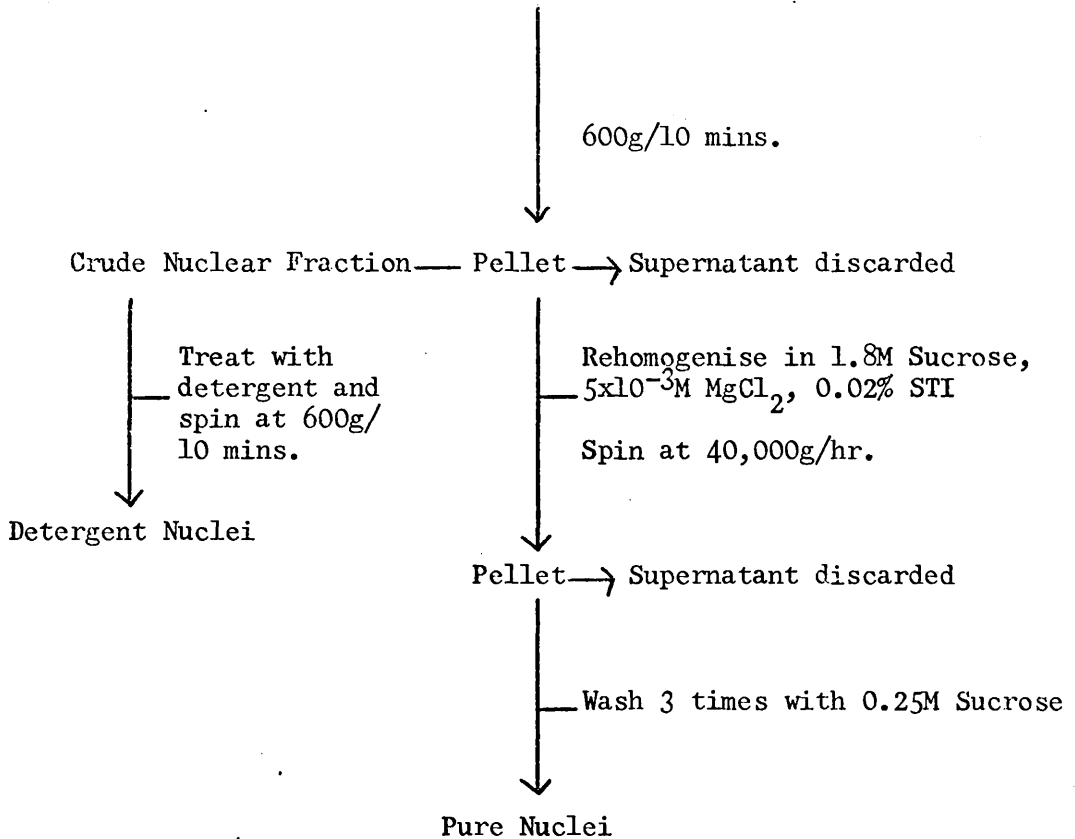 600g/10 mins.
Crude Nuclear Fraction — Pellet → Supernatant discarded
Treat with
detergent and
spin at 600g/
10 mins.
Rehomogenise in 1.8M Sucrose,
5x10⁻³M MgCl₂, 0.02% STI
Spin at 40,000g/hr.
Detergent Nuclei
Pellet → Supernatant discarded
Wash 3 times with 0.25M Sucrose
Pure Nuclei